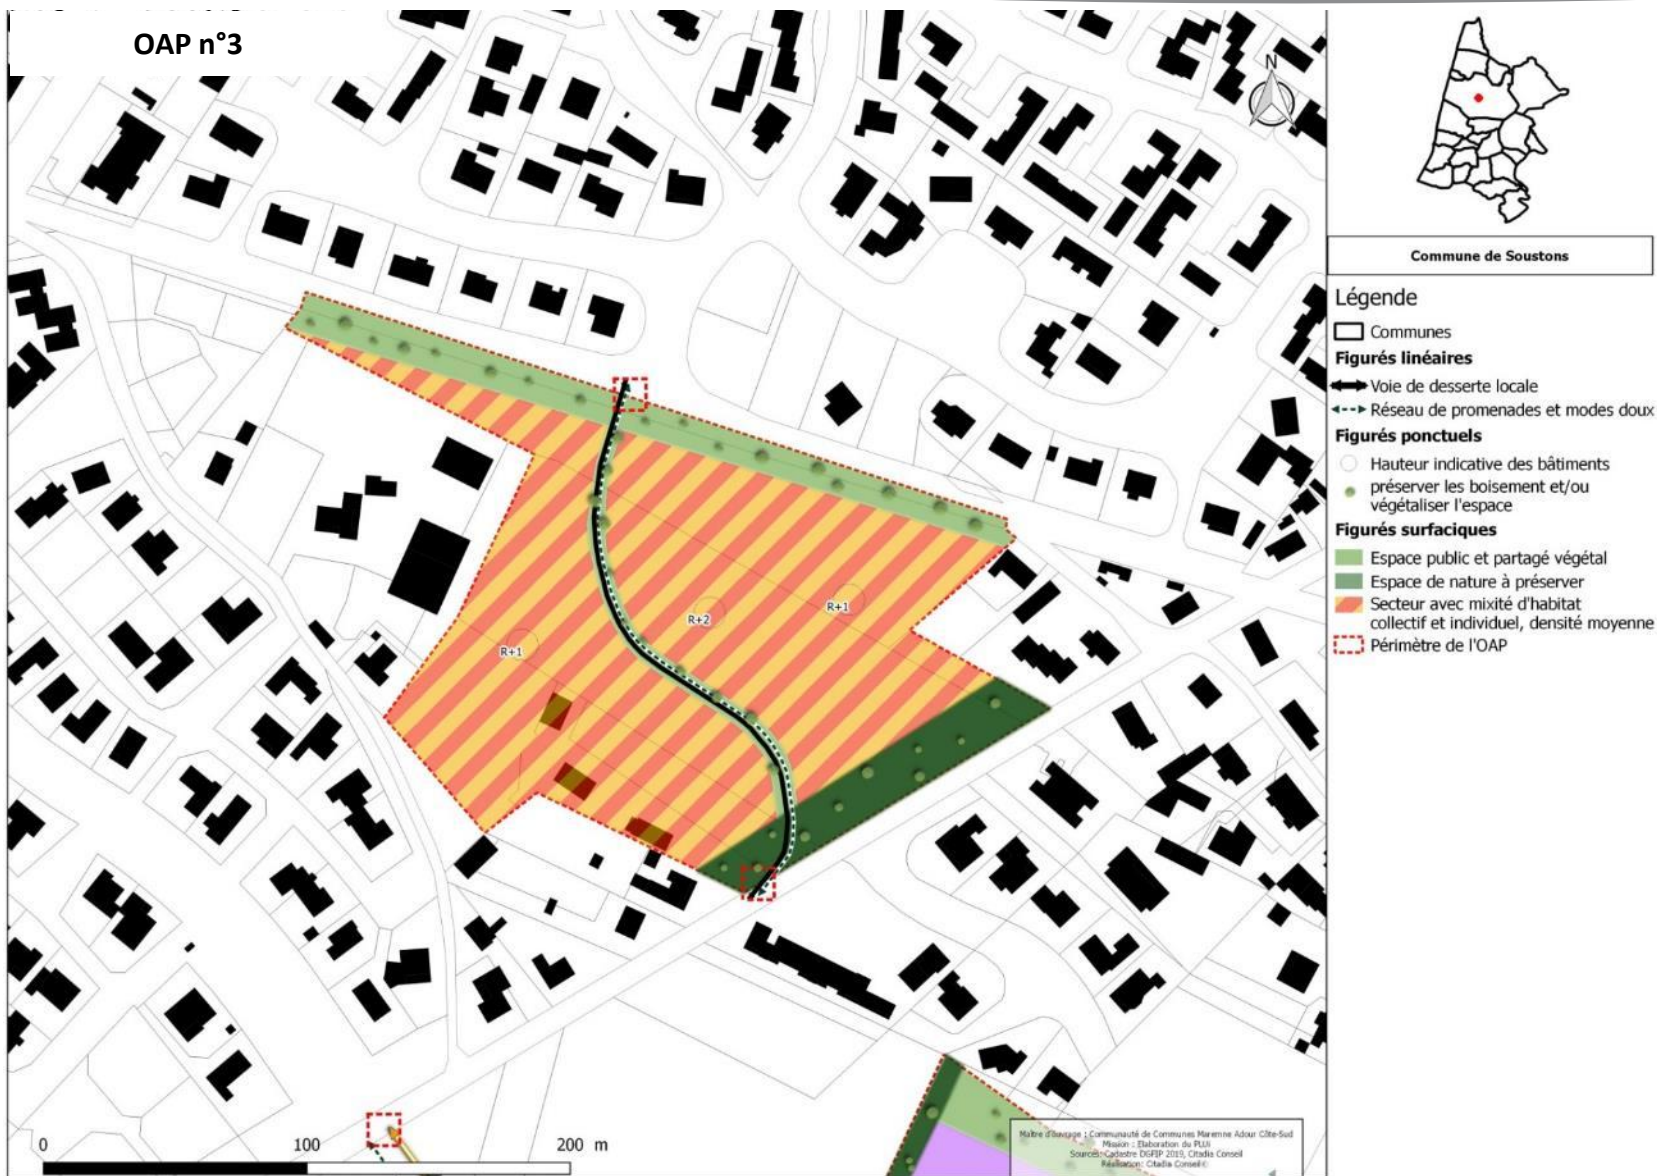 OAP n°3
N
Commune de Soustons
Légende
Communes
Figurés linéaires
Voie de desserte locale
Réseau de promenades et modes doux
Figurés ponctuels
Hauteur indicative des bâtiments
préserver les boisement et/ou
végétaliser l'espace
Figurés surfaciques
Espace public et partagé végétal
Espace de nature à préserver
Secteur avec mixité d'habitat
collectif et individuel, densité moyenne
Périmètre de l'OAP
R+1
R+2
R+1
0 100 200 m
Maître d'ouvrage : Communauté de Communes Maremne Adour Côte-Sud
Mission : Elaboration du PLUi
Sources: Cadastre DGFIP 2019, Citadia Conseil
Réalisation: Citadia Conseil ©